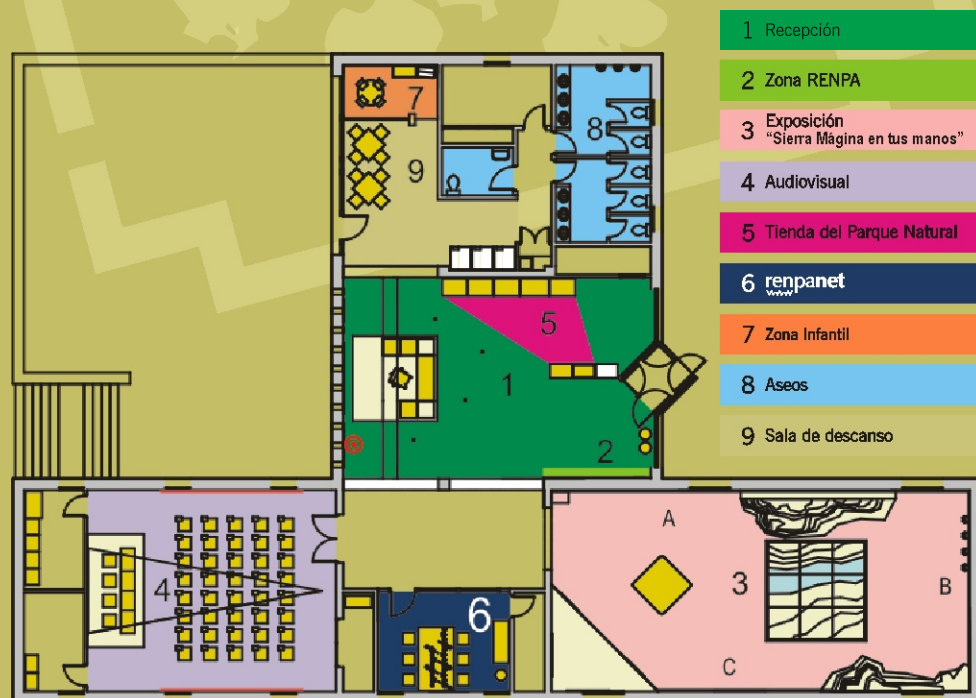 1 Recepción
2 Zona RENPA
3 Exposición
"Sierra Mágina en tus manos"
4 Audiovisual
5 Tienda del Parque Natural
6 renpanet
7 Zona Infantil
8 Aseos
9 Sala de descanso
7
8
9
5
1
2
4
6
A
3
B
C